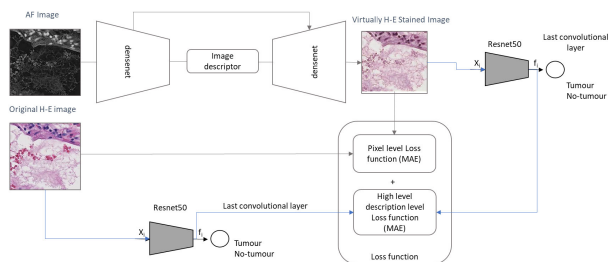 AF Image
Virtually H-E Stained Image
Resnet50
Last convolutional
layer
densenet
Image
descriptor
densenet
Xi
fi
Tumour
No-tumour
Original H-E image
Pixel level Loss
function (MAE)
+
High level
description level
Loss function
(MAE)
Resnet50
Last convolutional layer
Xi
fi
Tumour
No-tumour
Loss function